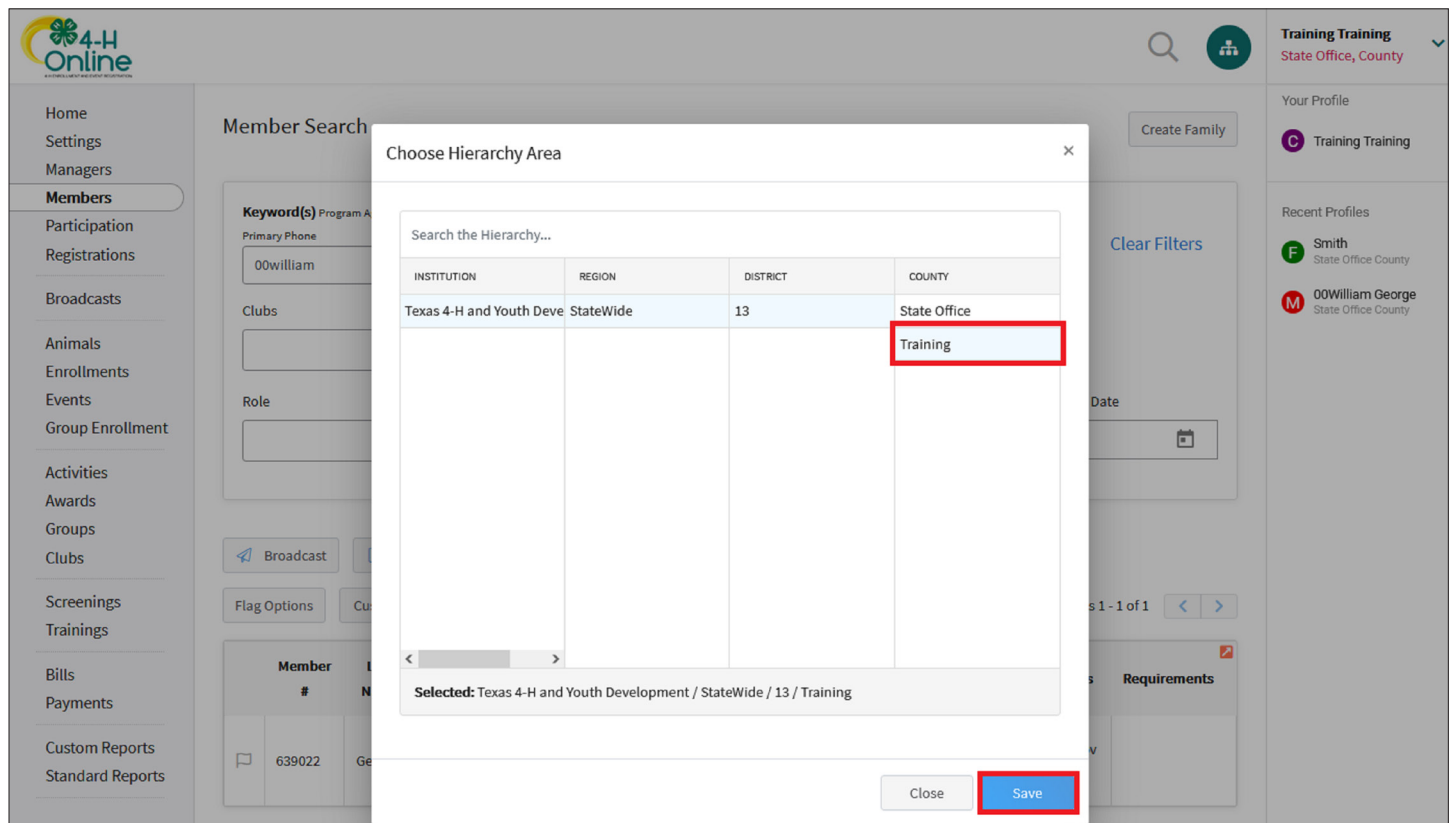 4-H
Online
Training Training
State Office, County
Home
Settings
Managers
Members
Participation
Registrations
Broadcasts
Animals
Enrollments
Events
Group Enrollment
Activities
Awards
Groups
Clubs
Screenings
Trainings
Bills
Payments
Custom Reports
Standard Reports
Member Search
Create Family
Keyword(s) Program A
Primary Phone
00william
Clear Filters
Clubs
Role
Date
Broadcast
Flag Options
Cu
s 1 - 1 of 1
Member
#
L
N
s
Requirements
639022
Ge
v
Choose Hierarchy Area
×
Search the Hierarchy...
INSTITUTION REGION DISTRICT COUNTY
Texas 4-H and Youth Deve StateWide 13 State Office
Training
Selected: Texas 4-H and Youth Development / StateWide / 13 / Training
Close
Save
Your Profile
C Training Training
Recent Profiles
F Smith
State Office County
M 00William George
State Office County